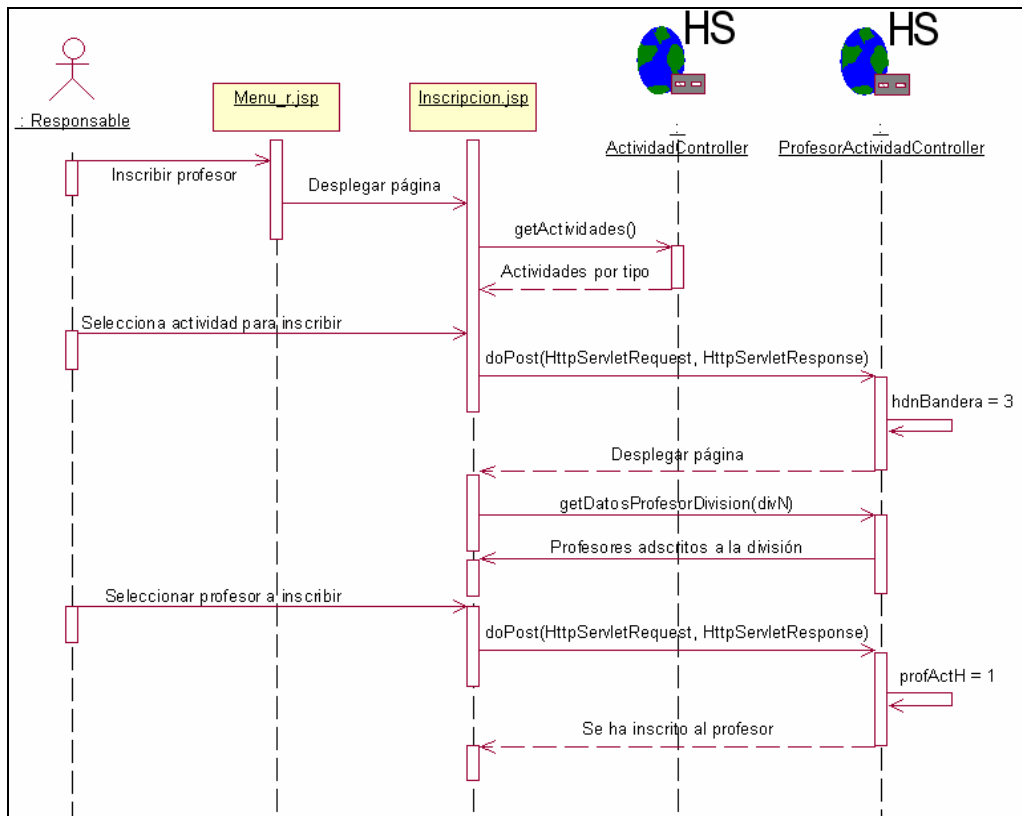 HS
HS
Menu_r.jsp
Inscripcion.jsp
: Responsable
:
ActividadController
:
ProfesorActividadController
Inscribir profesor
Desplegar página
getActividades()
Actividades por tipo
Selecciona actividad para inscribir
doPost(HttpServletRequest, HttpServletResponse)
hdnBandera = 3
Desplegar página
getDatosProfesorDivision(divN)
Profesores adscritos a la división
Seleccionar profesor a inscribir
doPost(HttpServletRequest, HttpServletResponse)
profActH = 1
Se ha inscrito al profesor